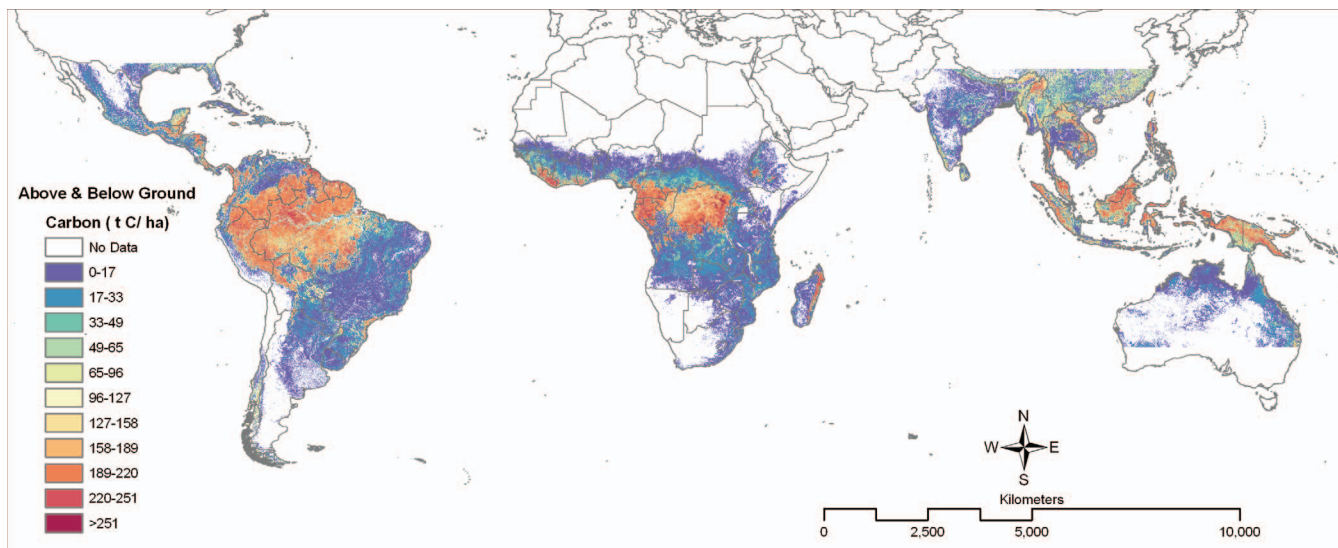 Above & Below Ground
Carbon ( t C/ ha)
No Data
0-17
17-33
33-49
49-65
65-96
96-127
127-158
158-189
189-220
220-251
>251
N
W E
S
Kilometers
0 2,500 5,000 10,000